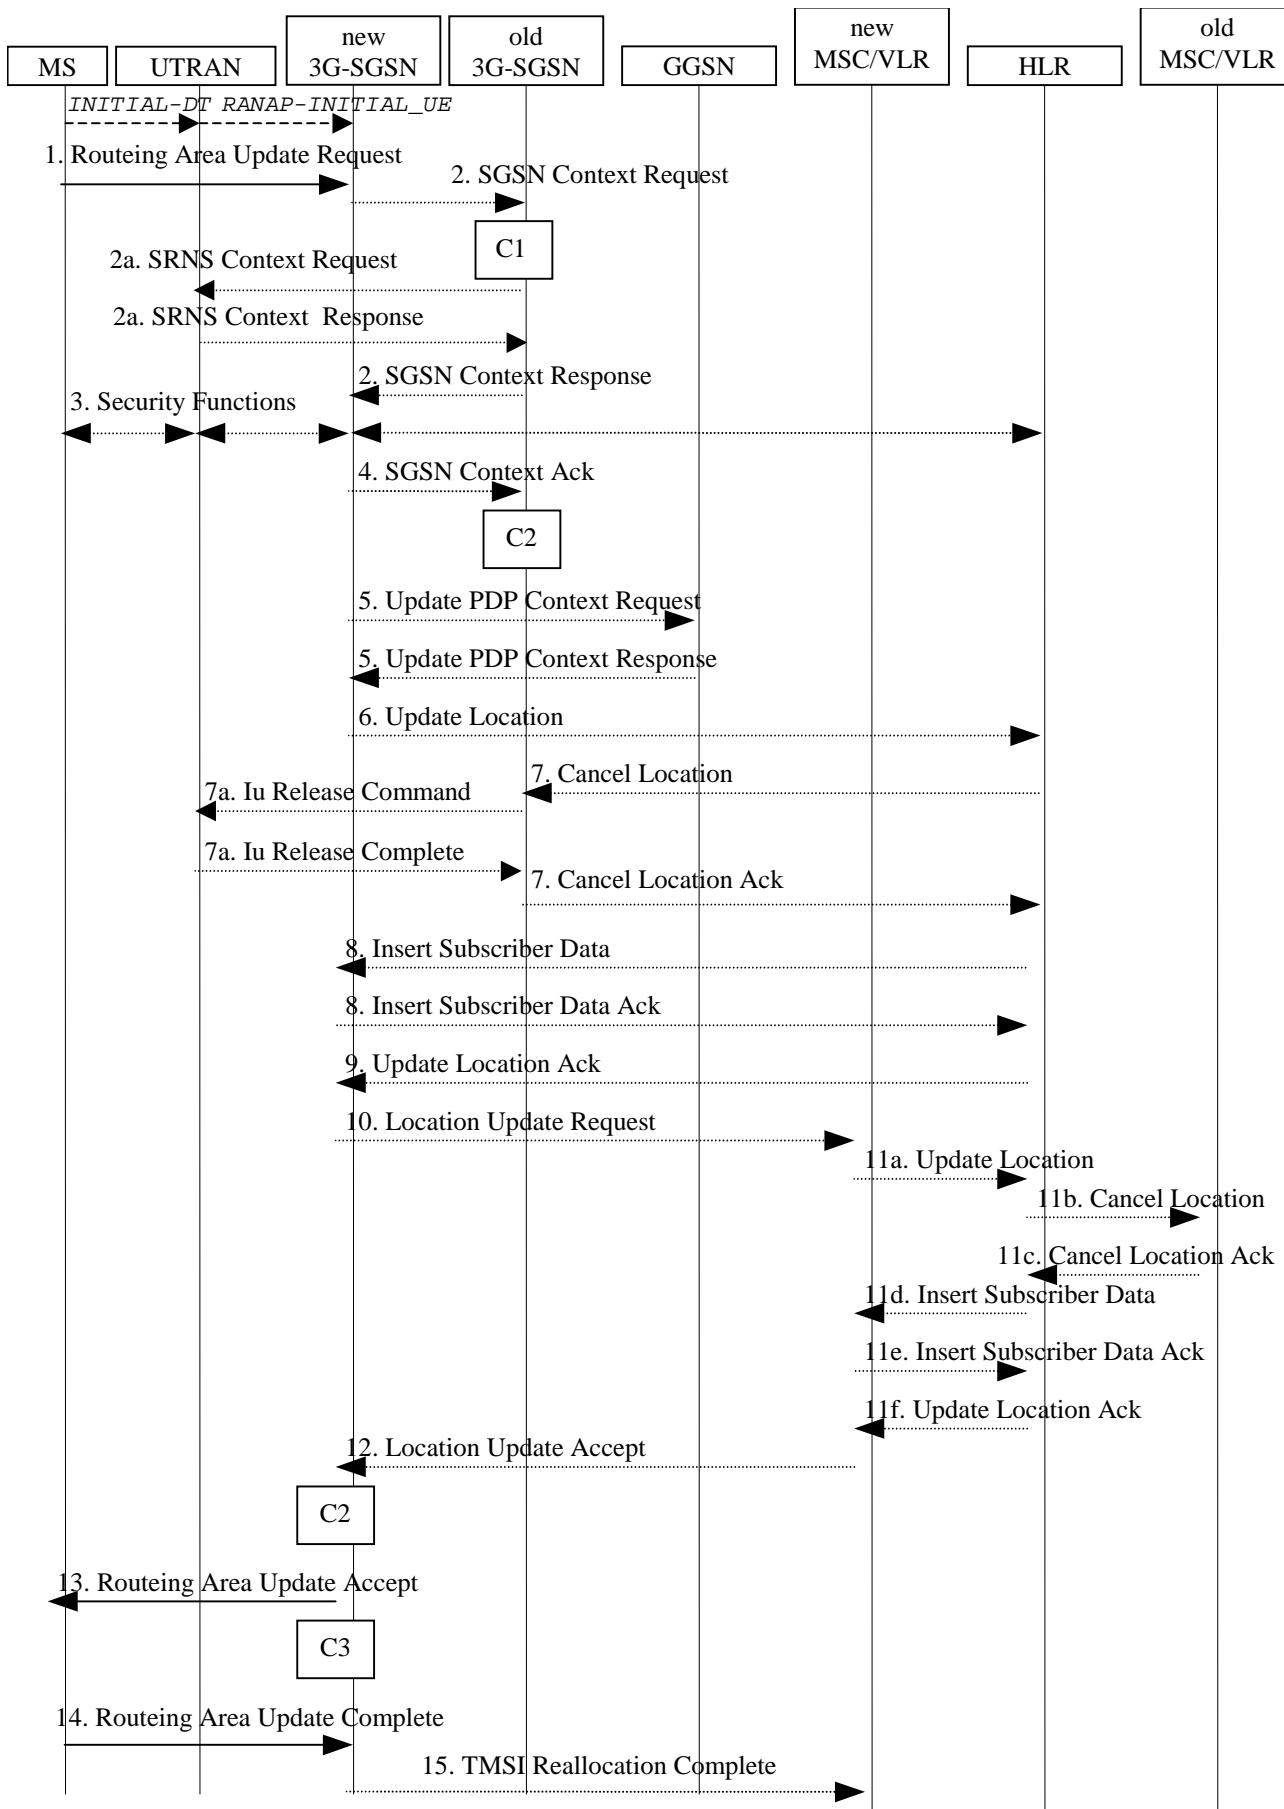 MS
UTRAN
new
3G-SGSN
old
3G-SGSN
GGSN
new
MSC/VLR
HLR
old
MSC/VLR
INITIAL-DT RANAP-INITIAL_UE
1. Routeing Area Update Request
2. SGSN Context Request
C1
2a. SRNS Context Request
2a. SRNS Context  Response
2. SGSN Context Response
3. Security Functions
4. SGSN Context Ack
C2
5. Update PDP Context Request
5. Update PDP Context Response
6. Update Location
7. Cancel Location
7a. Iu Release Command
7a. Iu Release Complete
7. Cancel Location Ack
8. Insert Subscriber Data
8. Insert Subscriber Data Ack
9. Update Location Ack
10. Location Update Request
11a. Update Location
11b. Cancel Location
11c. Cancel Location Ack
11d. Insert Subscriber Data
11e. Insert Subscriber Data Ack
11f. Update Location Ack
12. Location Update Accept
C2
13. Routeing Area Update Accept
C3
14. Routeing Area Update Complete
15. TMSI Reallocation Complete